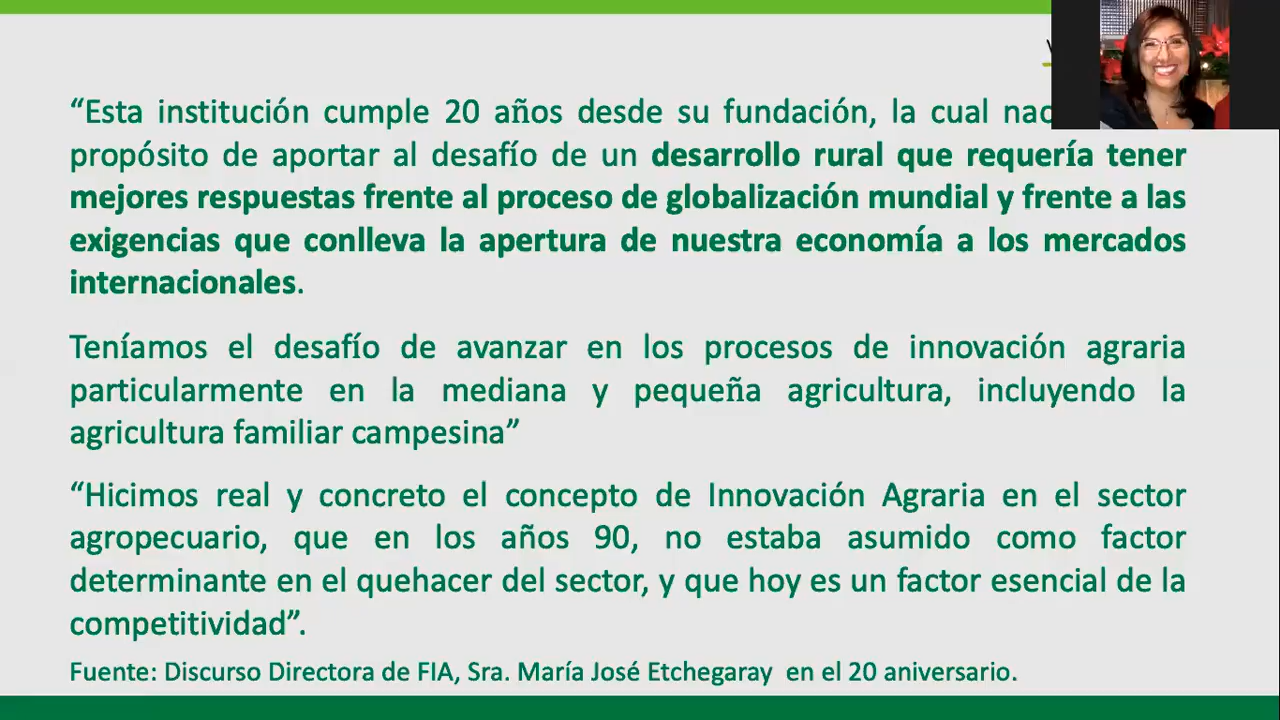 “Esta institución cumple 20 años desde su fundación, la cual
propósito de aportar al desafío de un desarrollo rural que requería tener
mejores respuestas frente al proceso de globalización mundial y frente a las
exigencias que conlleva la apertura de nuestra economía a los mercados
internacionales.
Teníamos el desafío de avanzar en los procesos de innovación agraria
particularmente en la mediana y pequeña agricultura, incluyendo la
agricultura familiar campesina”
“Hicimos real y concreto el concepto de Innovación Agraria en el sector
agropecuario, que en los años 90, no estaba asumido como factor
determinante en el quehacer del sector, y que hoy es un factor esencial de la
competitividad”.
Fuente: Discurso Directora de FIA, Sra. María José Etchegaray en el 20 aniversario.